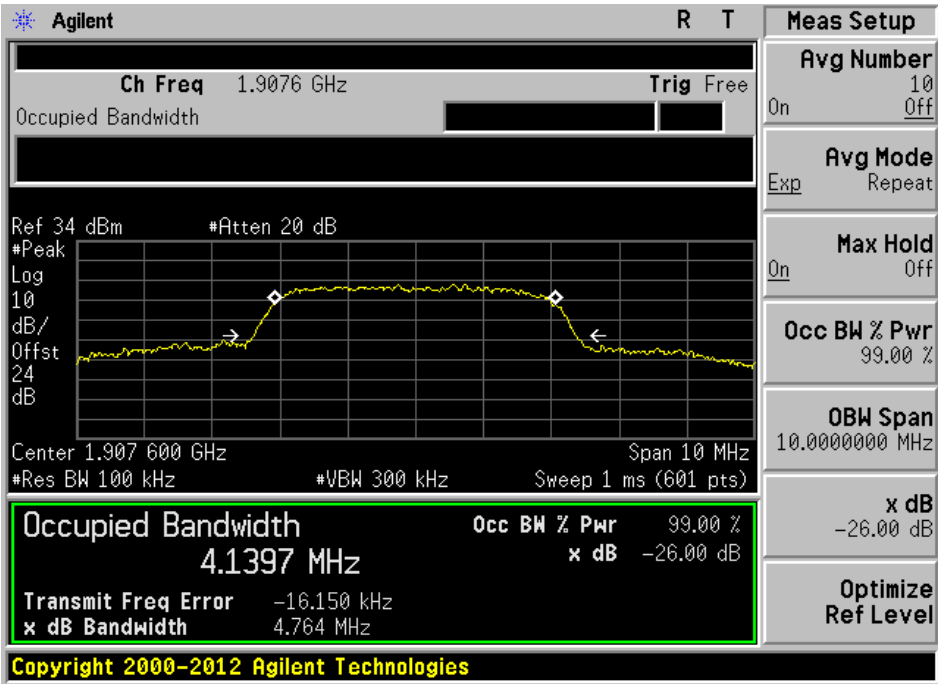 Agilent R T
Meas Setup
Ch Freq 1.9076 GHz Trig Free
Occupied Bandwidth
Ref 34 dBm #Atten 20 dB
#Peak
Log
10
dB/
Offst
24
dB
Center 1.907 600 GHz Span 10 MHz
#Res BW 100 kHz #VBW 300 kHz Sweep 1 ms (601 pts)
Occupied Bandwidth Occ BW % Pwr 99.00 %
4.1397 MHz x dB -26.00 dB
Transmit Freq Error -16.150 kHz
x dB Bandwidth 4.764 MHz
Avg Number
10
On Off
Avg Mode
Exp Repeat
Max Hold
On Off
Occ BW % Pwr
99.00 %
OBW Span
10.0000000 MHz
x dB
-26.00 dB
Optimize
Ref Level
Copyright 2000-2012 Agilent Technologies